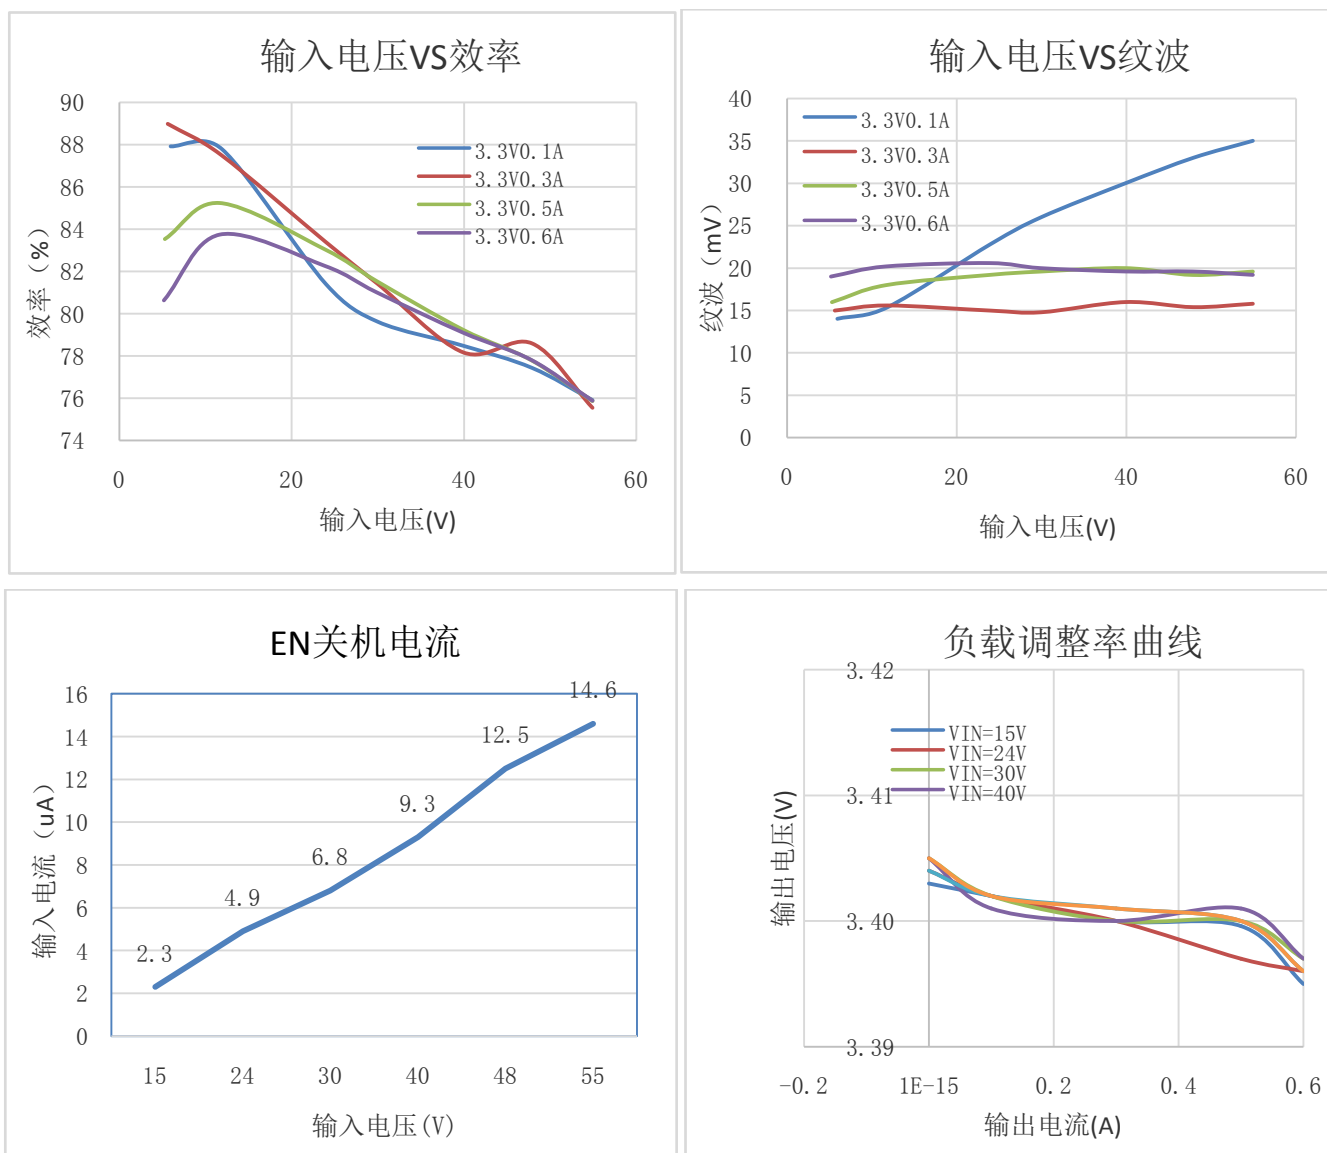 输入电压VS效率
90
88
86
84
82
80
78
76
74
效率（%）
3.3V0.1A
3.3V0.3A
3.3V0.5A
3.3V0.6A
0 20 40 60
输入电压(V)
输入电压VS纹波
40
35
30
25
20
15
10
5
0
纹波（mV）
3.3V0.1A
3.3V0.3A
3.3V0.5A
3.3V0.6A
0 20 40 60
输入电压(V)
EN关机电流
16
14
12
10
8
6
4
2
0
输入电流（uA）
2.3
4.9
6.8
9.3
12.5
14.6
15 24 30 40 48 55
输入电压(V)
负载调整率曲线
3.42
3.41
3.40
3.39
输出电压(V)
VIN=15V
VIN=24V
VIN=30V
VIN=40V
-0.2 1E-15 0.2 0.4 0.6
输出电流(A)